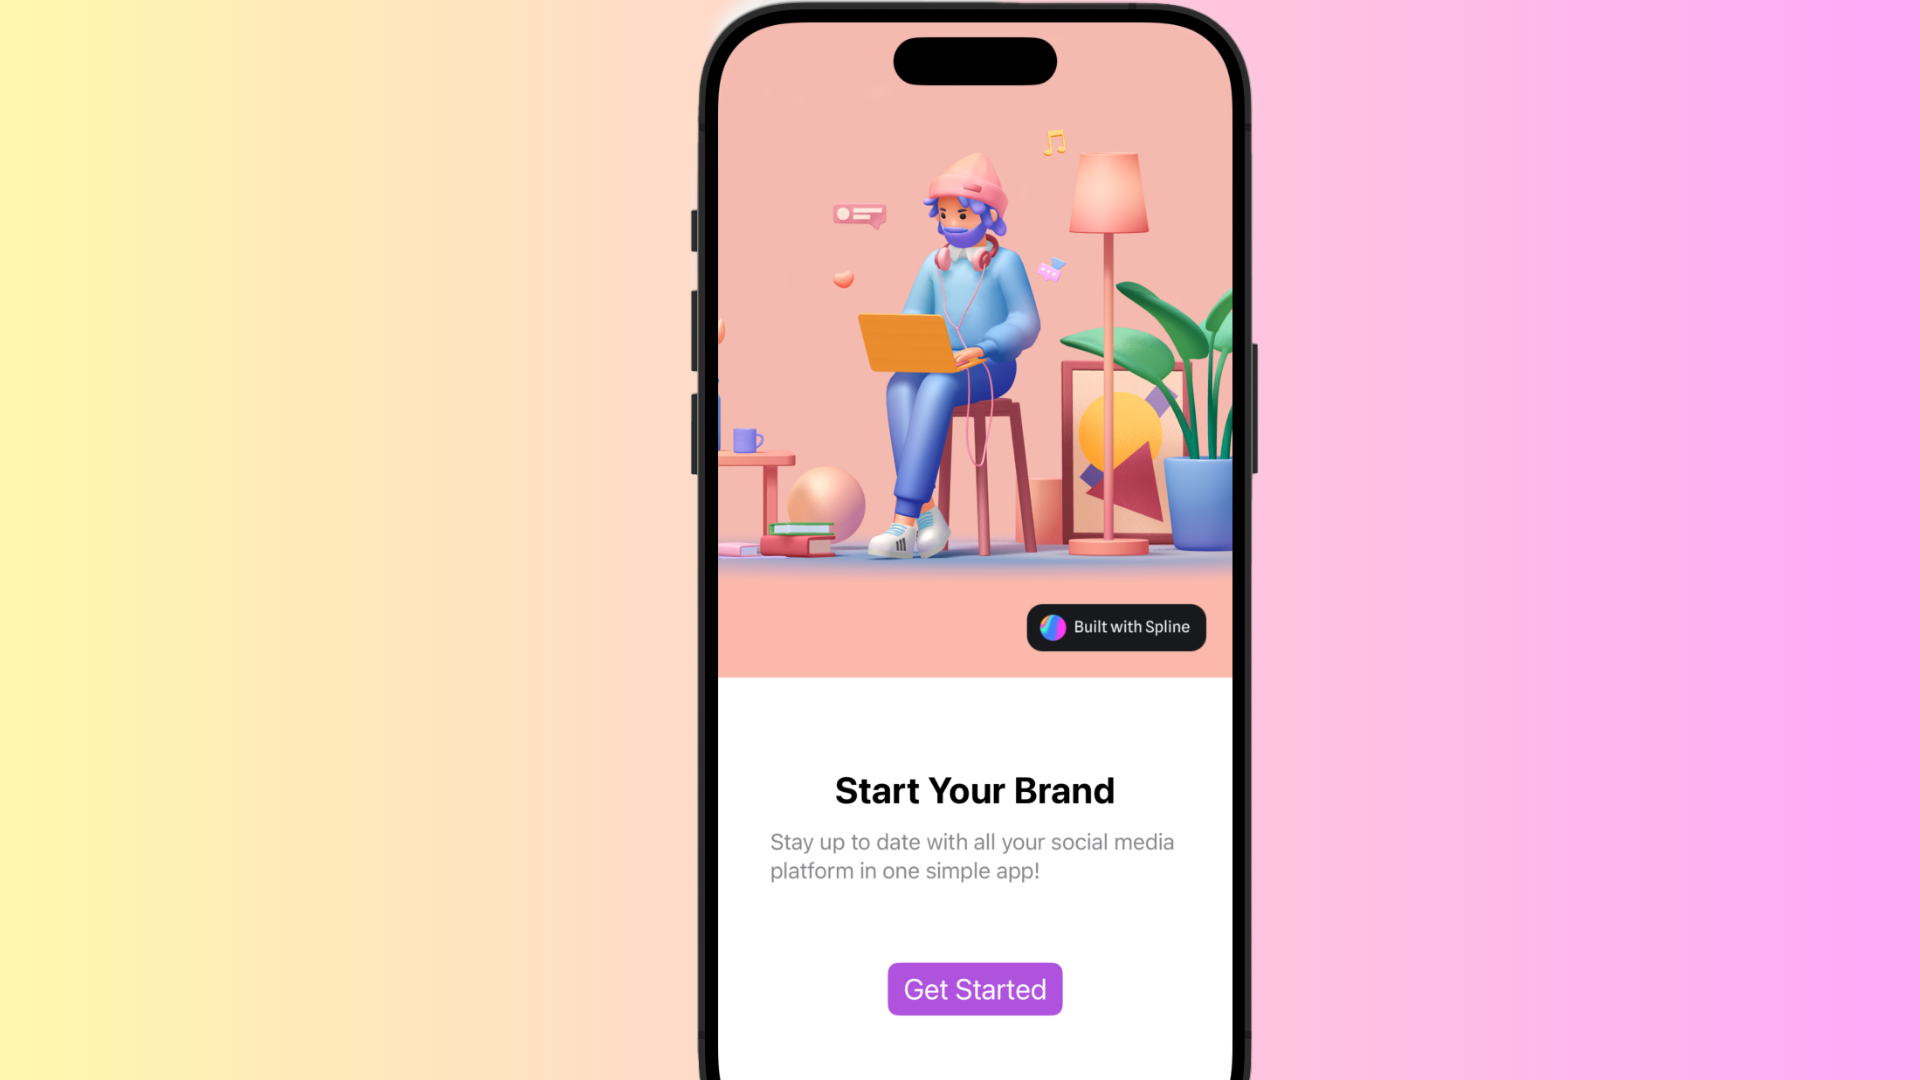 Built with Spline
Start Your Brand
Stay up to date with all your social media
platform in one simple app!
Get Started